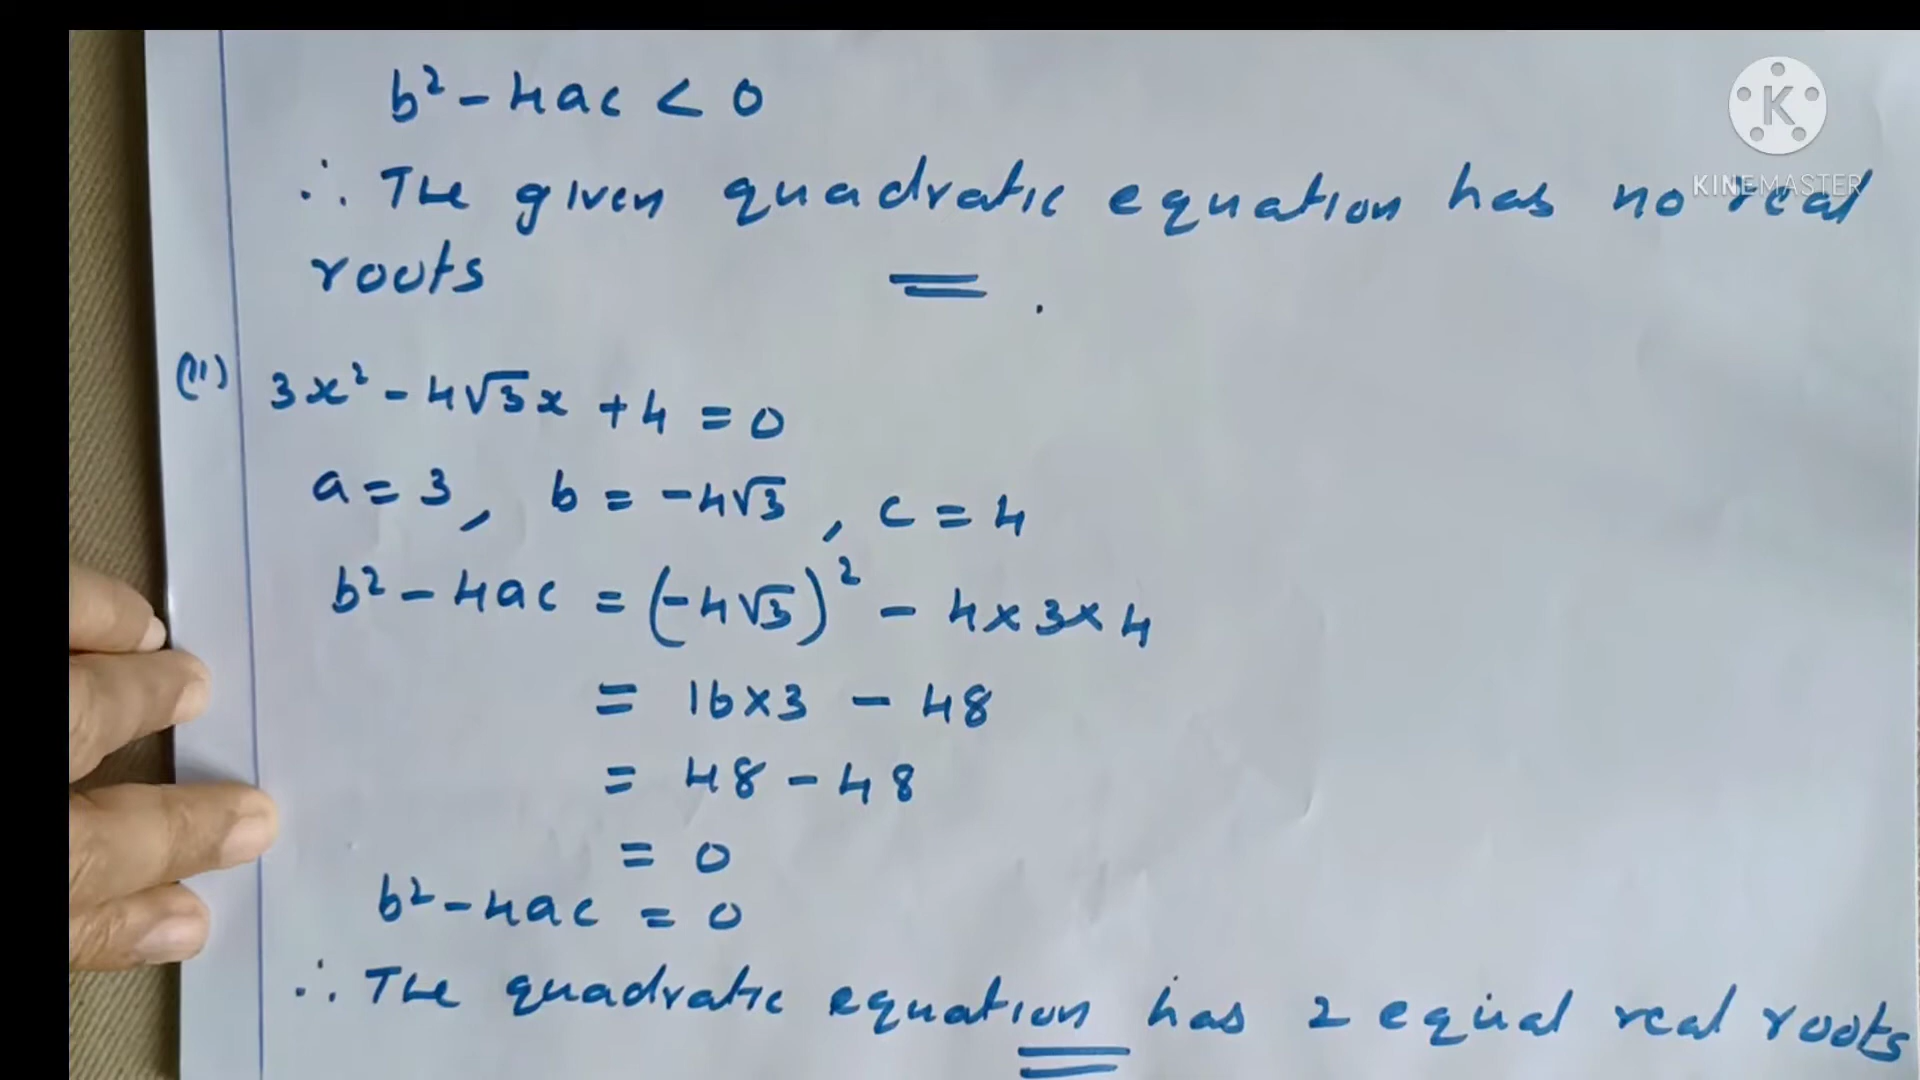 b² - 4ac < 0
K
KINEMASTER
∴ The given quadratic equation has no real
roots
(ii) 3x² - 4√3x + 4 = 0
a = 3, b = -4√3, c = 4
b² - 4ac = (-4√3)² - 4×3×4
= 16×3 - 48
= 48 - 48
= 0
b² - 4ac = 0
∴ The quadratic equation has 2 equal real roots